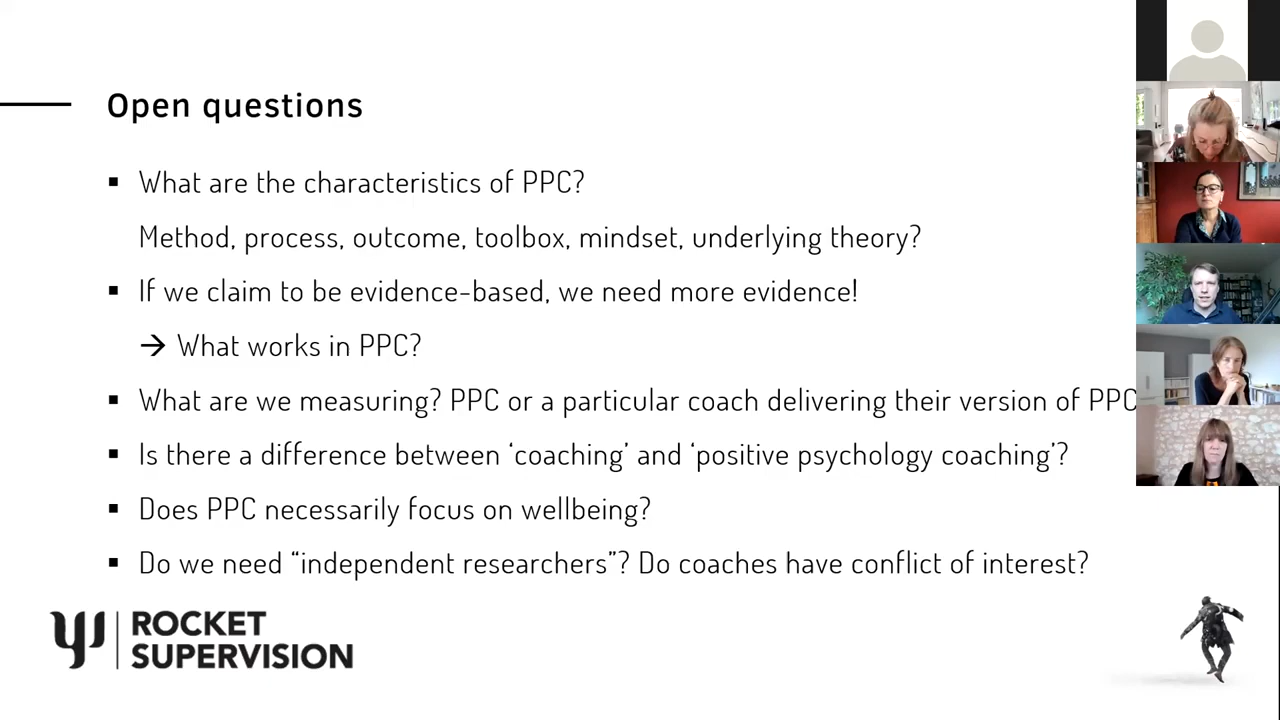 Open questions
What are the characteristics of PPC?
Method, process, outcome, toolbox, mindset, underlying theory?
If we claim to be evidence-based, we need more evidence!
→ What works in PPC?
What are we measuring? PPC or a particular coach delivering their version of PPC
Is there a difference between ‘coaching’ and ‘positive psychology coaching’?
Does PPC necessarily focus on wellbeing?
Do we need “independent researchers”? Do coaches have conflict of interest?
ROCKET
SUPERVISION